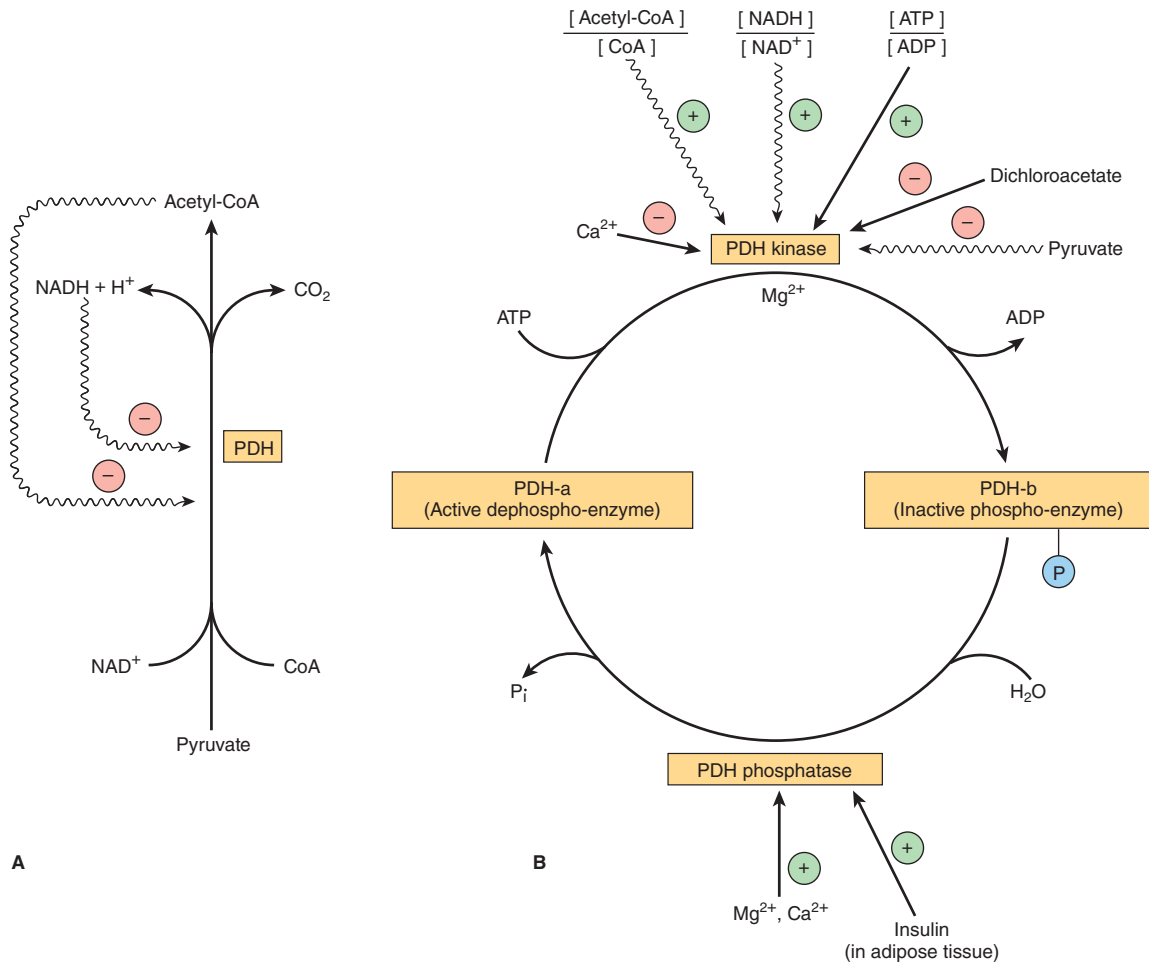 Acetyl-CoA
NADH + H+
CO2
−
−
PDH
NAD+
CoA
Pyruvate
A
[ Acetyl-CoA ]
[ CoA ]
[ NADH ]
[ NAD+ ]
[ ATP ]
[ ADP ]
+
+
+
−
Dichloroacetate
−
Ca2+
−
Pyruvate
PDH kinase
Mg2+
ATP
ADP
PDH-a
(Active dephospho-enzyme)
PDH-b
(Inactive phospho-enzyme)
P
Pi
H2O
PDH phosphatase
+
+
Mg2+, Ca2+
Insulin
(in adipose tissue)
B